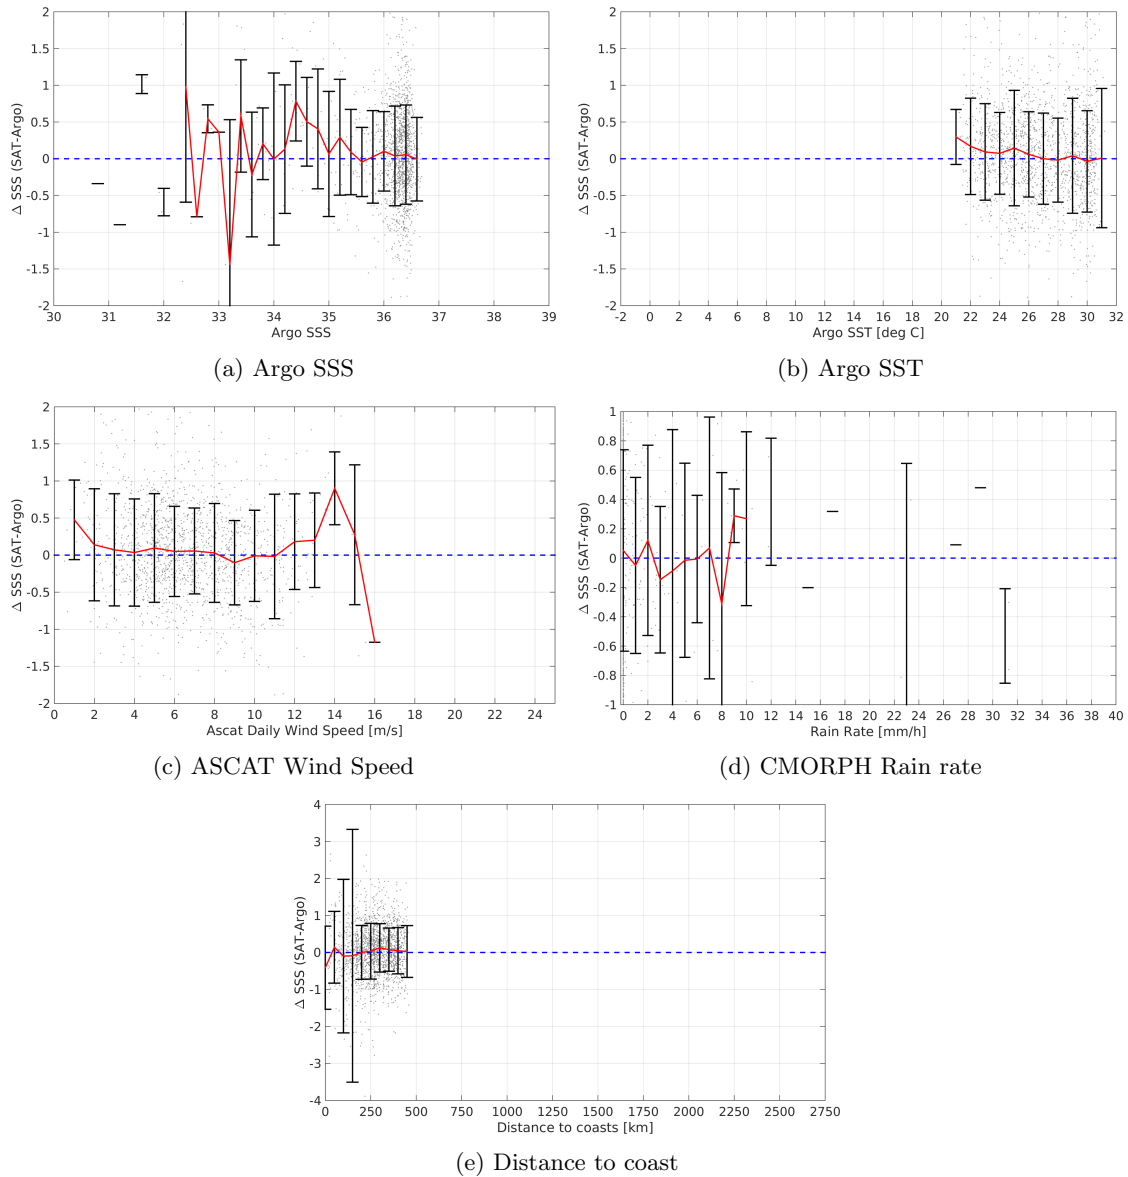 2
1.5
1
0.5
0
-0.5
-1
-1.5
-2
30 31 32 33 34 35 36 37 38 39
Argo SSS
Δ SSS (SAT-Argo)
(a) Argo SSS
2
1.5
1
0.5
0
-0.5
-1
-1.5
-2
-2 0 2 4 6 8 10 12 14 16 18 20 22 24 26 28 30 32
Argo SST [deg C]
Δ SSS (SAT-Argo)
(b) Argo SST
2
1.5
1
0.5
0
-0.5
-1
-1.5
-2
0 2 4 6 8 10 12 14 16 18 20 22 24
Ascat Daily Wind Speed [m/s]
Δ SSS (SAT-Argo)
(c) ASCAT Wind Speed
1
0.8
0.6
0.4
0.2
0
-0.2
-0.4
-0.6
-0.8
-1
0 2 4 6 8 10 12 14 16 18 20 22 24 26 28 30 32 34 36 38 40
Rain Rate [mm/h]
Δ SSS (SAT-Argo)
(d) CMORPH Rain rate
4
3
2
1
0
-1
-2
-3
-4
0 250 500 750 1000 1250 1500 1750 2000 2250 2500 2750
Distance to coasts [km]
Δ SSS (SAT-Argo)
(e) Distance to coast